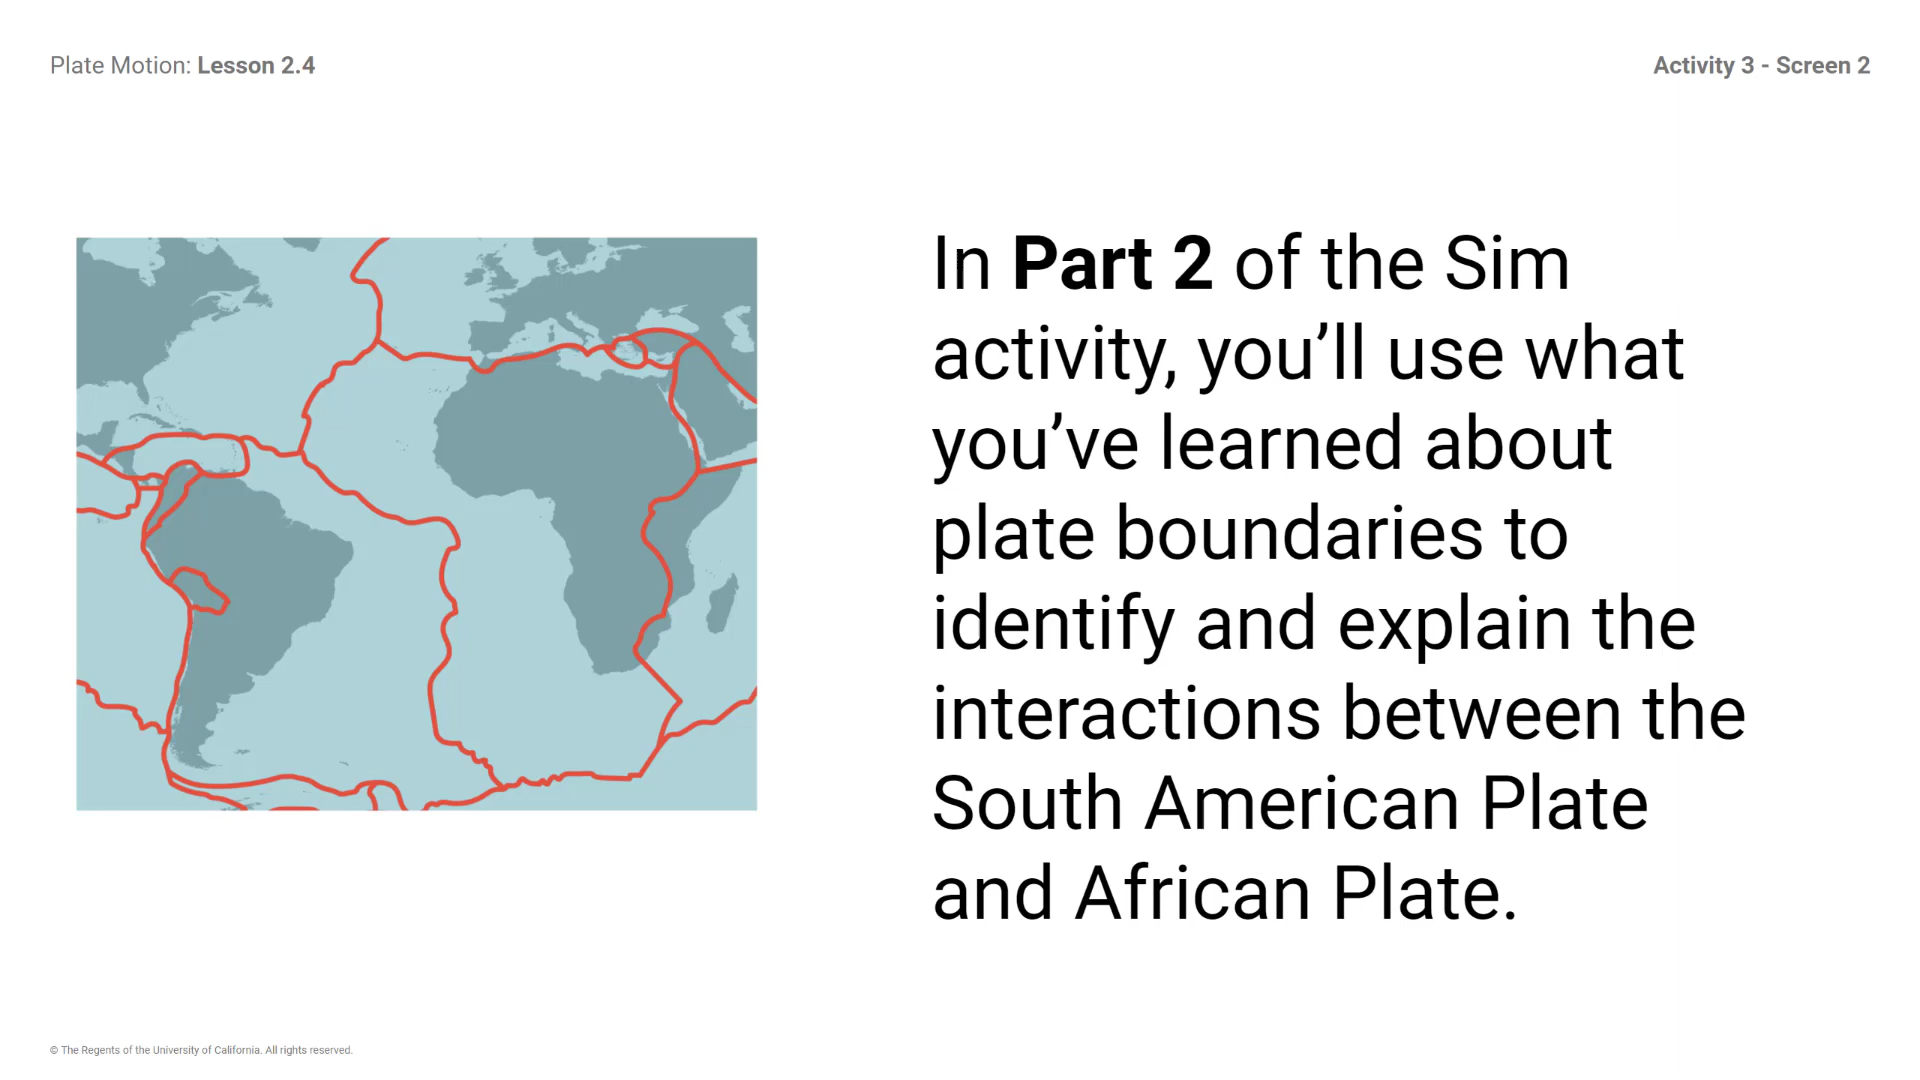 Plate Motion: Lesson 2.4
Activity 3 - Screen 2
In Part 2 of the Sim
activity, you’ll use what
you’ve learned about
plate boundaries to
identify and explain the
interactions between the
South American Plate
and African Plate.
© The Regents of the University of California. All rights reserved.